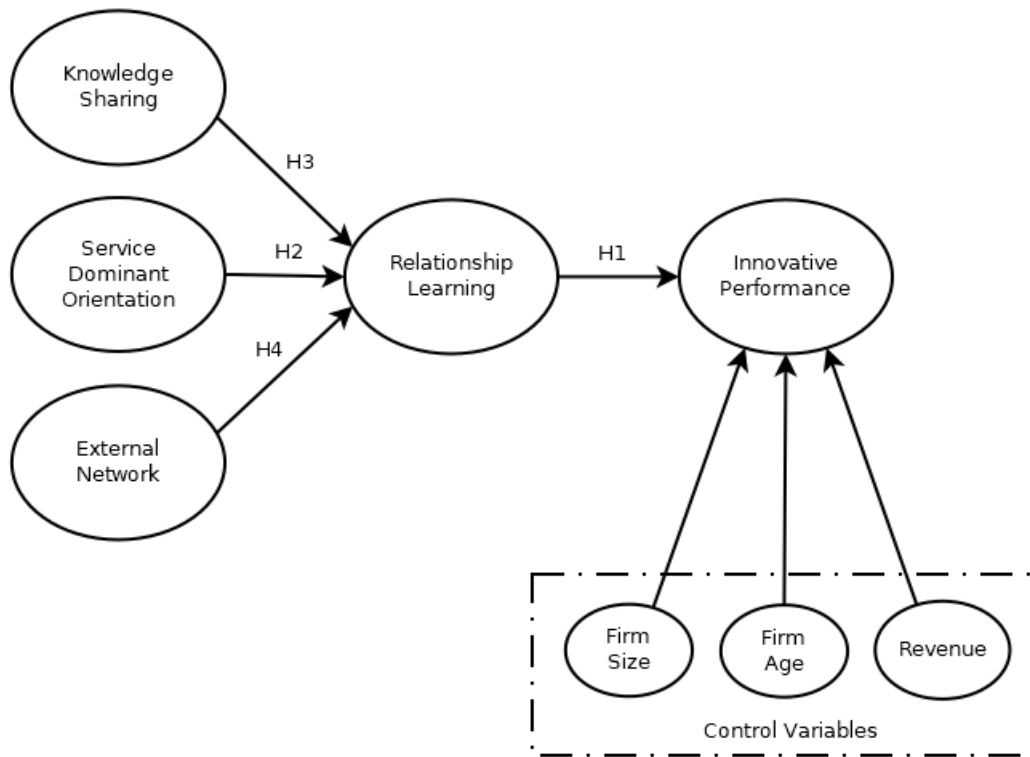 Knowledge
Sharing
H3
Service
Dominant
Orientation
H2
Relationship
Learning
H1
Innovative
Performance
H4
External
Network
Firm
Size
Firm
Age
Revenue
Control Variables